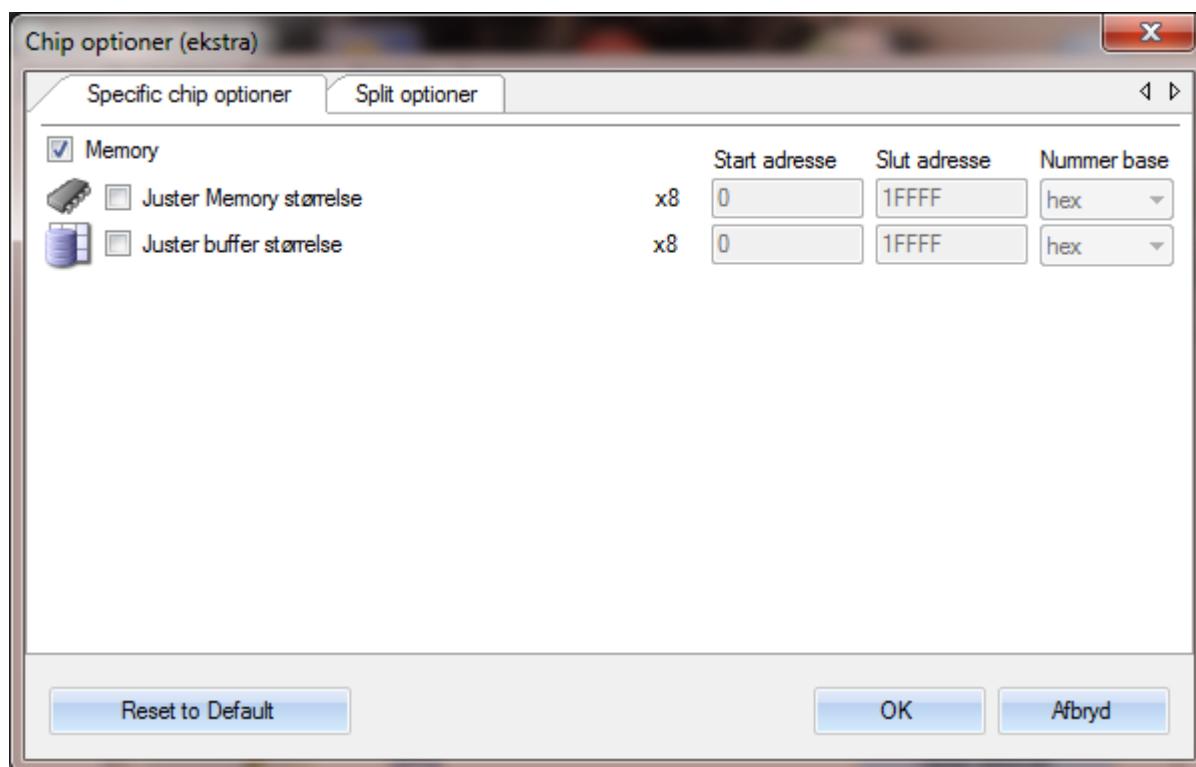 Chip optioner (ekstra)
Specific chip optioner Split optioner
Memory Start adresse Slut adresse Nummer base
Juster Memory størrelse x8 0 1FFFF hex
Juster buffer størrelse x8 0 1FFFF hex
Reset to Default OK Afbryd